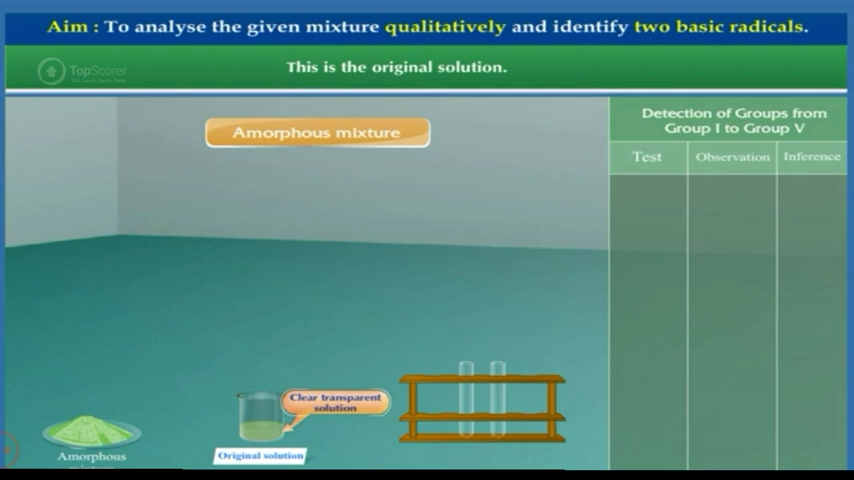 Aim : To analyse the given mixture qualitatively and identify two basic radicals.
TopScorer
This is the original solution.
Amorphous mixture
Detection of Groups from
Group I to Group V
Test Observation Inference
Clear transparent
solution
Original solution
Amorphous
mixture